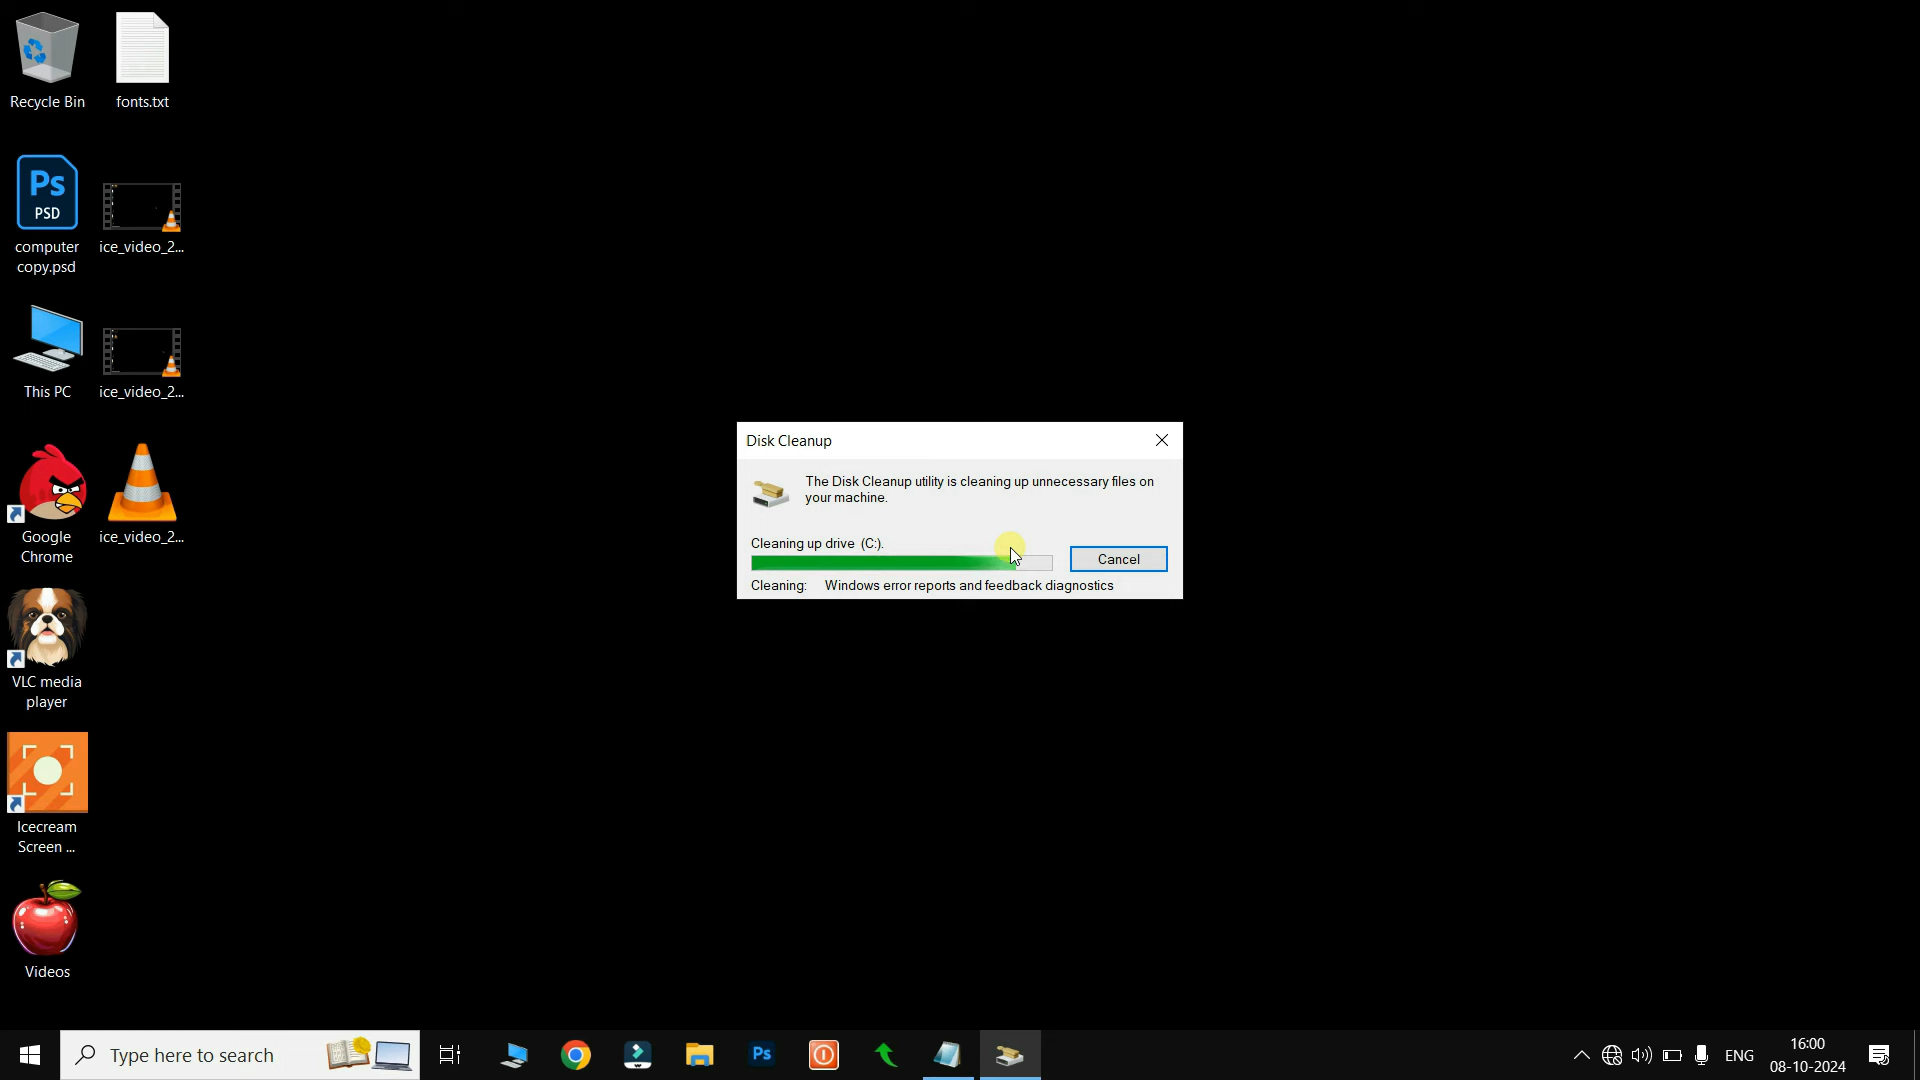 Recycle Bin
fonts.txt
Ps
PSD
computer
copy.psd
ice_video_2...
This PC
ice_video_2...
Google
Chrome
ice_video_2...
VLC media
player
Icecream
Screen ...
Videos
Disk Cleanup
The Disk Cleanup utility is cleaning up unnecessary files on
your machine.
Cleaning up drive (C:).
Cancel
Cleaning: Windows error reports and feedback diagnostics
Type here to search
Ps
ENG
16:00
08-10-2024